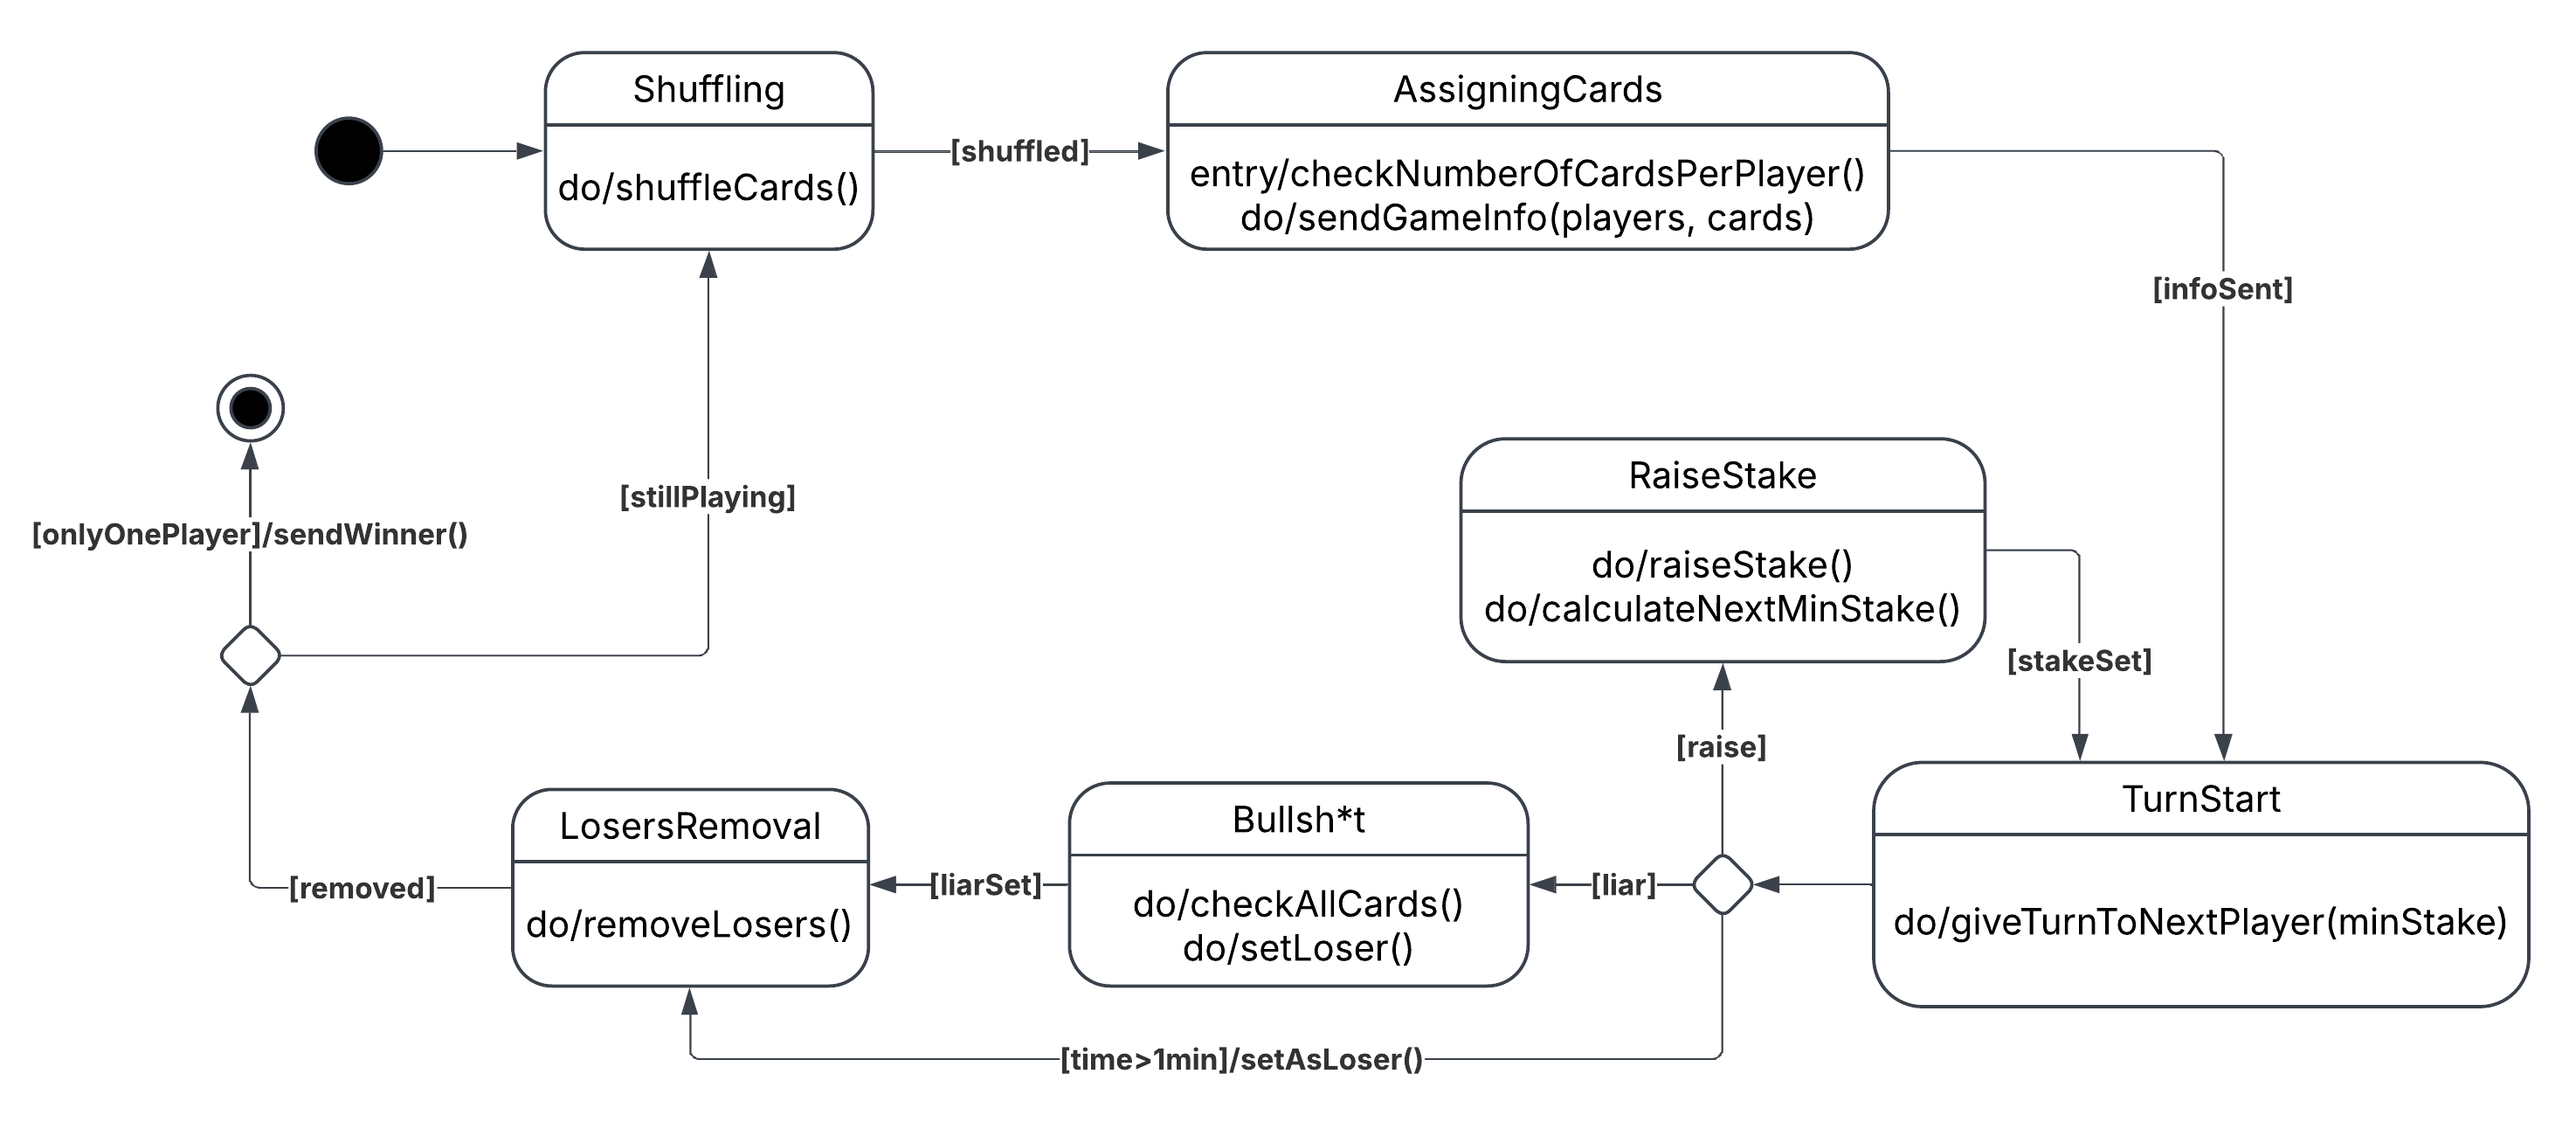 Shuffling
do/shuffleCards()
[shuffled]
AssigningCards
entry/checkNumberOfCardsPerPlayer()
do/sendGameInfo(players, cards)
[infoSent]
[stillPlaying]
[onlyOnePlayer]/sendWinner()
RaiseStake
do/raiseStake()
do/calculateNextMinStake()
[stakeSet]
[raise]
TurnStart
do/giveTurnToNextPlayer(minStake)
[liar]
Bullsh*t
do/checkAllCards()
do/setLoser()
[liarSet]
LosersRemoval
do/removeLosers()
[removed]
[time>1min]/setAsLoser()